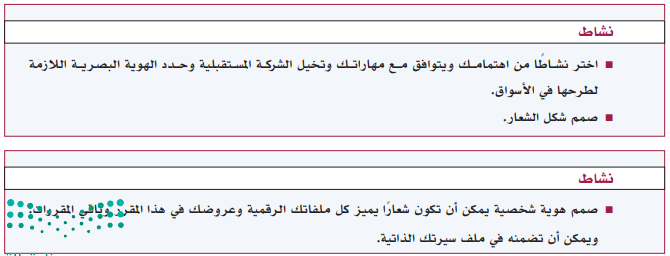 نشاط
■ اختر نشاطًا من اهتمامك ويتوافق مع مهاراتك وتخيل الشركة المستقبلية وحدد الهوية البصرية اللازمة
لطرحها في الأسواق.
■ صمم شكل الشعار.
نشاط
■ صمم هوية شخصية يمكن أن تكون شعارًا يميز كل ملفاتك الرقمية وعروضك في هذا المقرر وباقي المقررات.
ويمكن أن تضمنه في ملف سيرتك الذاتية.